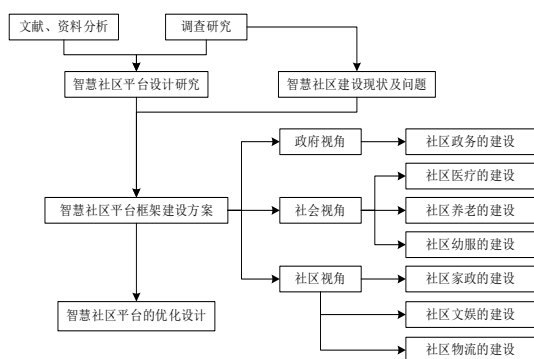 文献、资料分析
调查研究
智慧社区平台设计研究
智慧社区建设现状及问题
政府视角
社区政务的建设
社区医疗的建设
智慧社区平台框架建设方案
社会视角
社区养老的建设
社区幼服的建设
社区视角
社区家政的建设
智慧社区平台的优化设计
社区文娱的建设
社区物流的建设